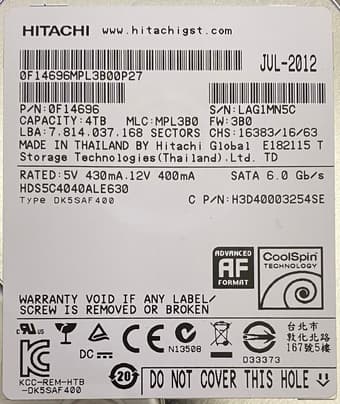 HITACHI www.hitachigst.com
JUL-2012
0F14696MPL3B00P27
P/N:0F14696 S/N:LAG1MN5C
CAPACITY:4TB MLC:MPL3B0 FW:3B0
LBA:7.814.037.168 SECTORS CHS:16383/16/63
MADE IN THAILAND BY Hitachi Global E182115 T
Storage Technologies(Thailand).Ltd. TD
RATED:5V 430mA.12V 400mA SATA 6.0 Gb/s
HDS5C4040ALE630
Type DK5SAF400 C P/N:H3D40003254SE
ADVANCED
AF
FORMAT
CoolSpin
TECHNOLOGY
WARRANTY VOID IF ANY LABEL/
SCREW IS REMOVED OR BROKEN
c RU US
DC
CE
N13508
D33373
台北市
敦化北路
167號5樓
KC
KCC-REM-HTB
-DK5SAF400
20
DO NOT COVER THIS HOLE